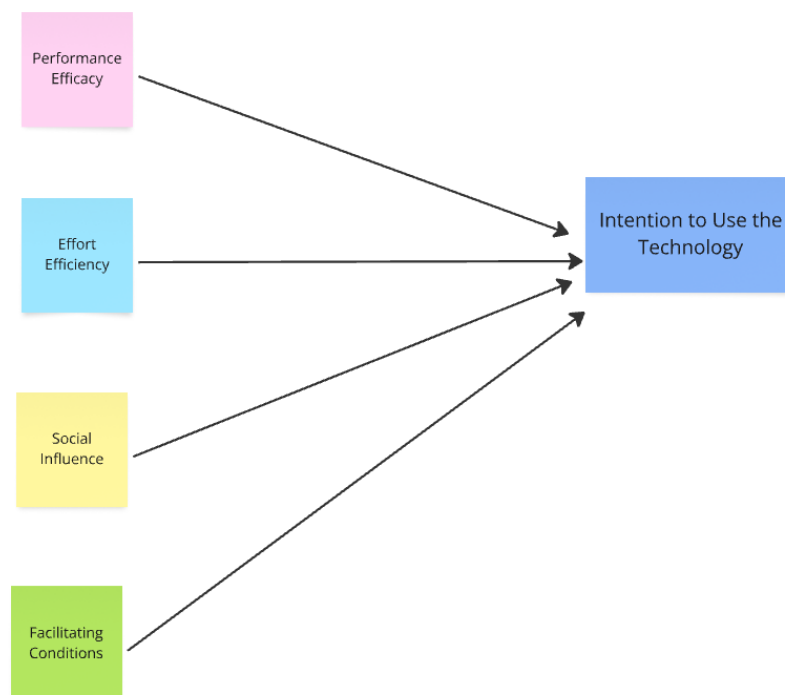 Performance
Efficacy
Effort
Efficiency
Social
Influence
Facilitating
Conditions
Intention to Use the
Technology